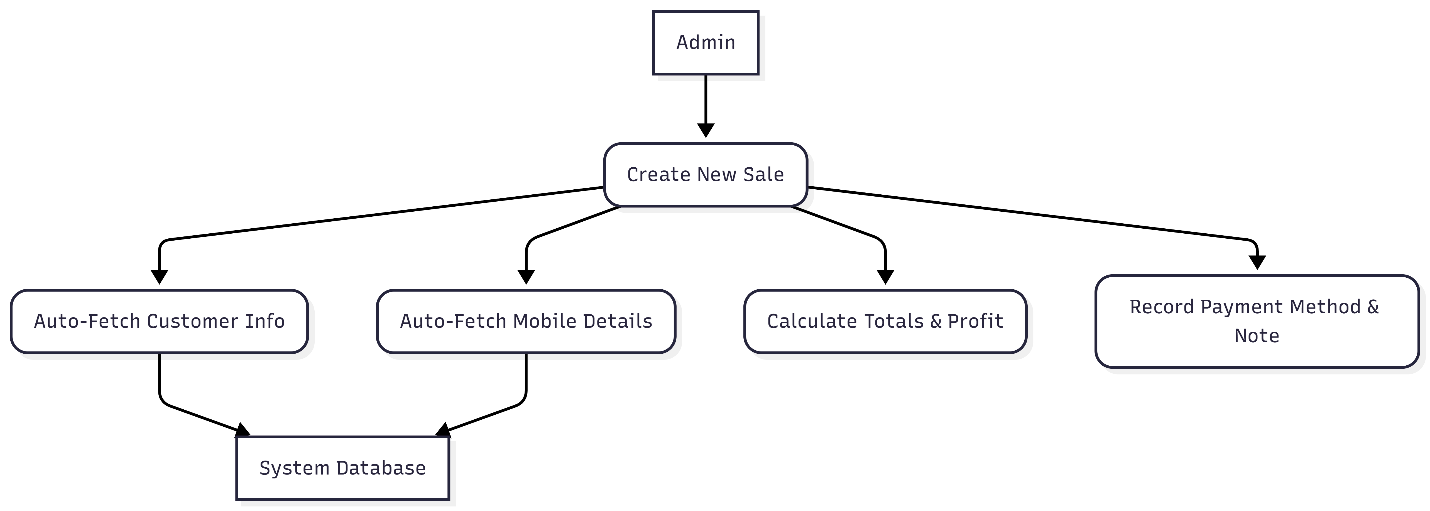 Admin
Create New Sale
Auto-Fetch Customer Info
Auto-Fetch Mobile Details
Calculate Totals & Profit
Record Payment Method &
Note
System Database